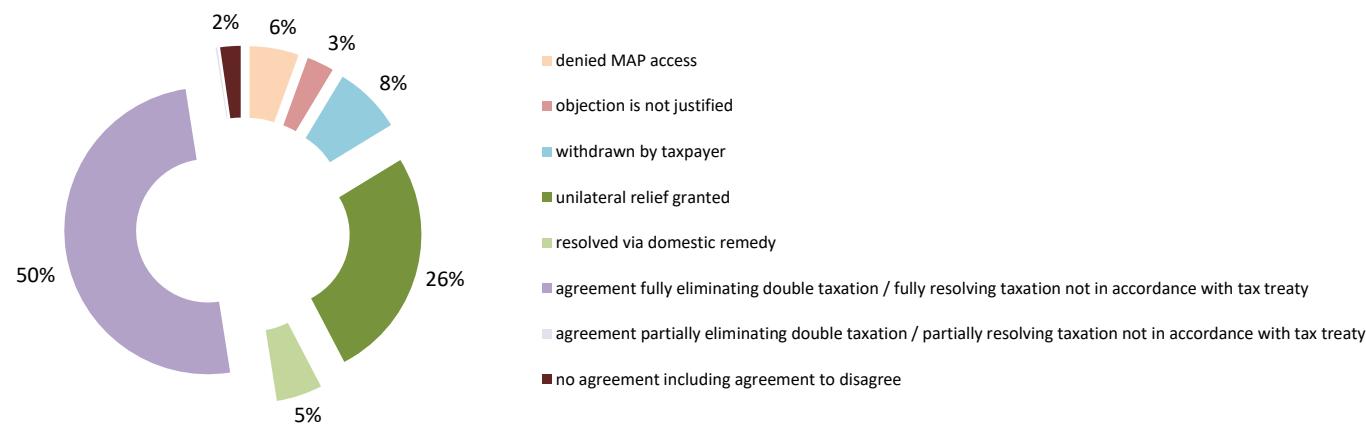 2%
6%
3%
8%
26%
5%
50%
denied MAP access
objection is not justified
withdrawn by taxpayer
unilateral relief granted
resolved via domestic remedy
agreement fully eliminating double taxation / fully resolving taxation not in accordance with tax treaty
agreement partially eliminating double taxation / partially resolving taxation not in accordance with tax treaty
no agreement including agreement to disagree